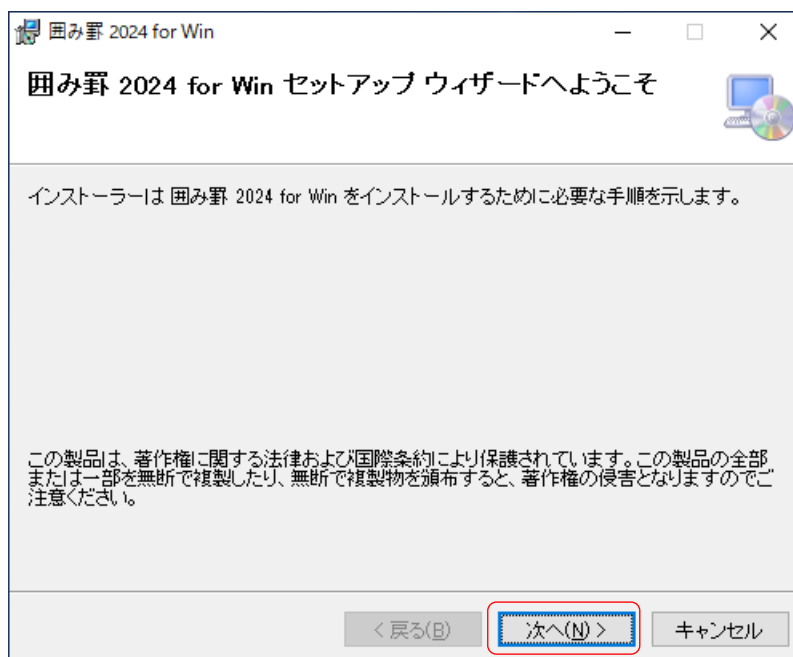 囲み罫 2024 for Win
囲み罫 2024 for Win セットアップ ウィザードへようこそ
インストーラーは 囲み罫 2024 for Win をインストールするために必要な手順を示します。
この製品は、著作権に関する法律および国際条約により保護されています。この製品の全部
または一部を無断で複製したり、無断で複製物を頒布すると、著作権の侵害となりますのでご
注意ください。
< 戻る(B) 次へ(N) > キャンセル